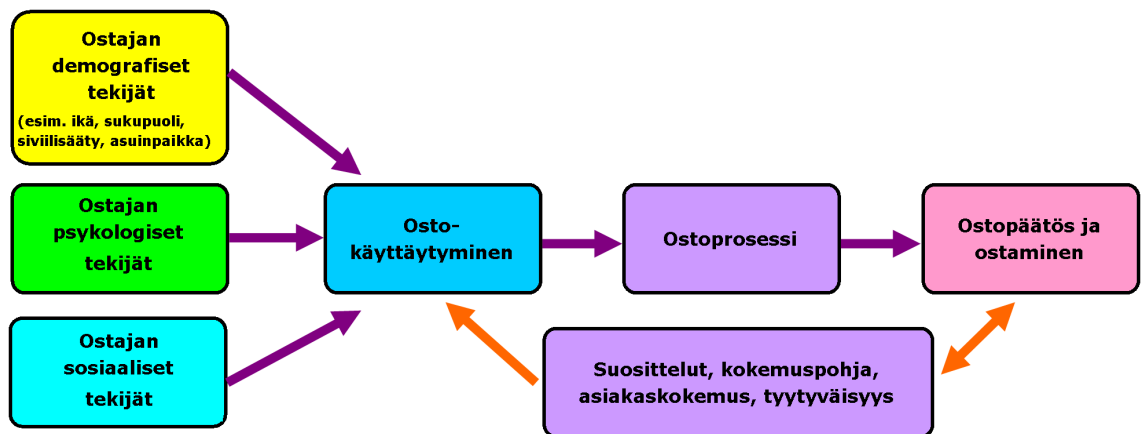 Ostajan
demografiset
tekijät
(esim. ikä, sukupuoli,
siviilisääty, asuinpaikka)
Ostajan
psykologiset
tekijät
Ostajan
sosiaaliset
tekijät
Osto-
käyttäytyminen
Ostoprosessi
Ostopäätös ja
ostaminen
Suosittelut, kokemuspohja,
asiakaskokemus, tyytyväisyys